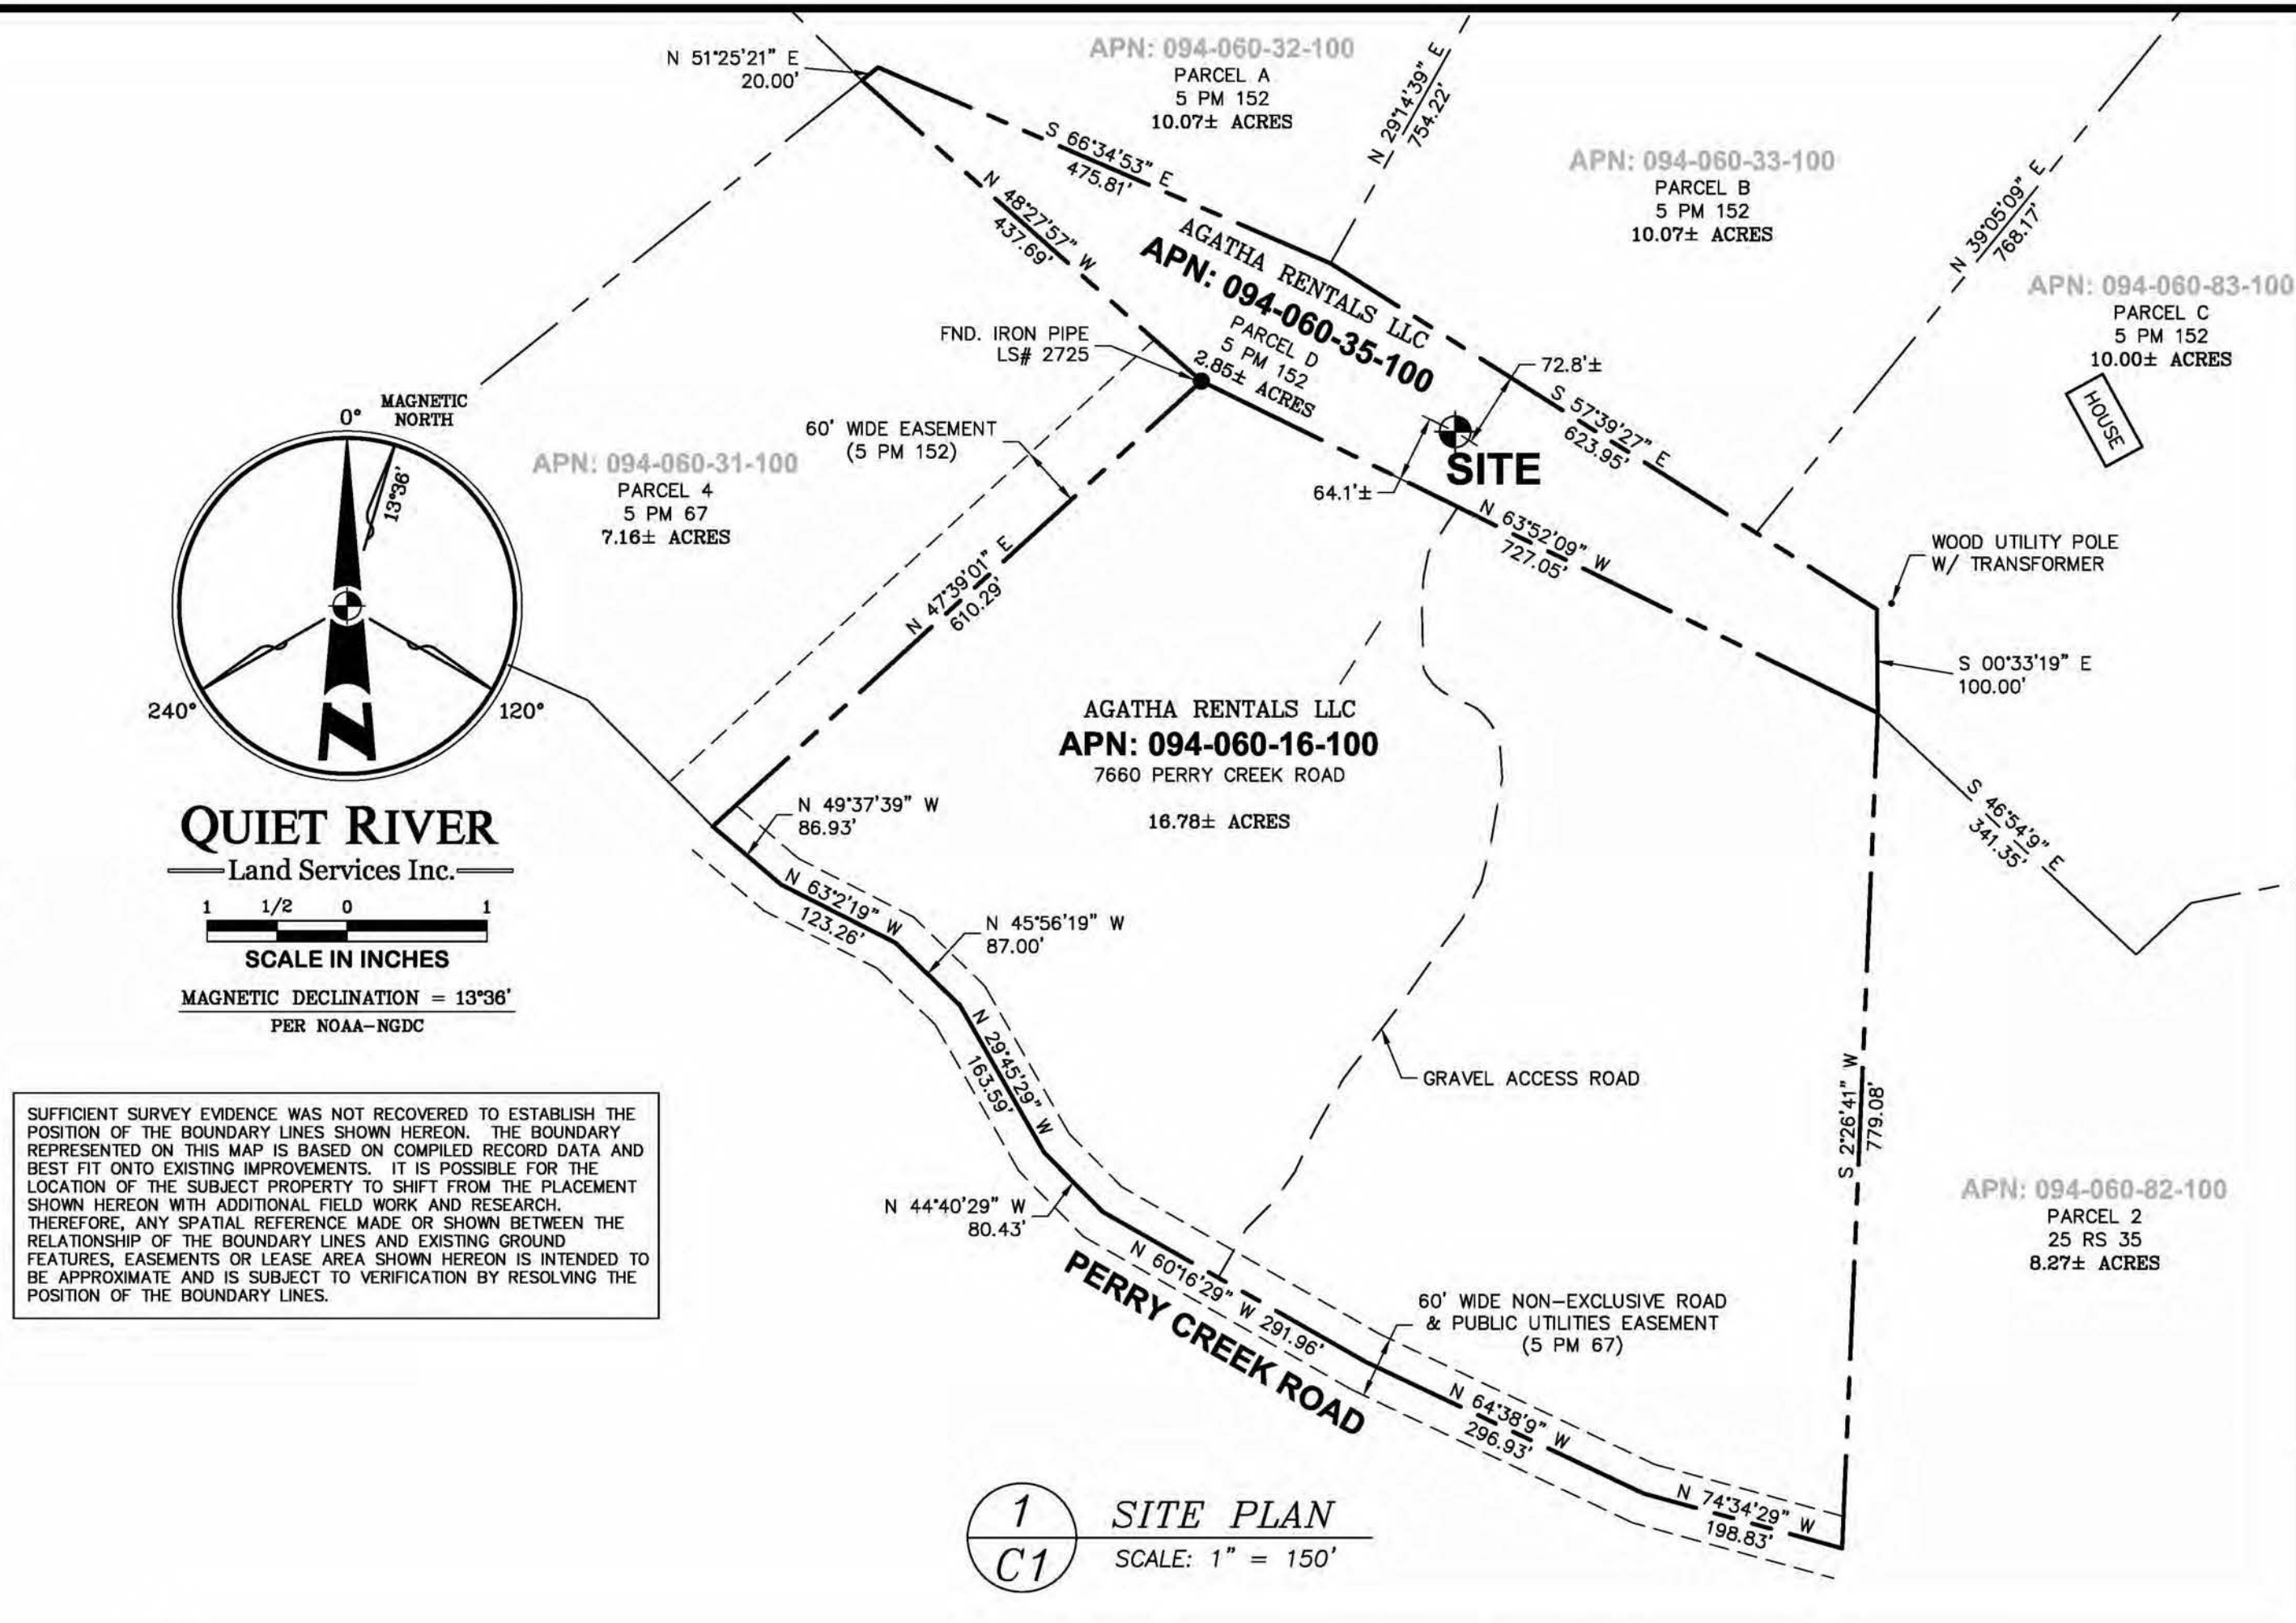 N 51°25'21" E
20.00'
APN: 094-060-32-100
PARCEL A
5 PM 152
10.07± ACRES
N 29°14'39" E
754.22'
S 66°34'53" E
475.81'
N 48°27'57" W
437.69'
APN: 094-060-33-100
PARCEL B
5 PM 152
10.07± ACRES
N 39°05'09" E
768.17'
APN: 094-060-83-100
PARCEL C
5 PM 152
10.00± ACRES
HOUSE
AGATHA RENTALS LLC
APN: 094-060-35-100
PARCEL D
5 PM 152
2.85± ACRES
FND. IRON PIPE
LS# 2725
72.8'±
S 57°39'27" E
623.95'
SITE
64.1'±
N 63°52'09" W
727.05'
MAGNETIC
NORTH
0°
13°36'
240°
120°
N
60' WIDE EASEMENT
(5 PM 152)
APN: 094-060-31-100
PARCEL 4
5 PM 67
7.16± ACRES
N 47°39'01" E
610.29'
WOOD UTILITY POLE
W/ TRANSFORMER
S 00°33'19" E
100.00'
AGATHA RENTALS LLC
APN: 094-060-16-100
7660 PERRY CREEK ROAD
16.78± ACRES
S 46°54'9" E
341.35'
QUIET RIVER
Land Services Inc.
1 1/2 0 1
SCALE IN INCHES
MAGNETIC DECLINATION = 13°36'
PER NOAA-NGDC
N 49°37'39" W
86.93'
N 63°2'19" W
123.26'
N 45°56'19" W
87.00'
N 29°45'29" W
163.59'
GRAVEL ACCESS ROAD
S 2°26'41" W
779.08'
SUFFICIENT SURVEY EVIDENCE WAS NOT RECOVERED TO ESTABLISH THE
POSITION OF THE BOUNDARY LINES SHOWN HEREON. THE BOUNDARY
REPRESENTED ON THIS MAP IS BASED ON COMPILED RECORD DATA AND
BEST FIT ONTO EXISTING IMPROVEMENTS. IT IS POSSIBLE FOR THE
LOCATION OF THE SUBJECT PROPERTY TO SHIFT FROM THE PLACEMENT
SHOWN HEREON WITH ADDITIONAL FIELD WORK AND RESEARCH.
THEREFORE, ANY SPATIAL REFERENCE MADE OR SHOWN BETWEEN THE
RELATIONSHIP OF THE BOUNDARY LINES AND EXISTING GROUND
FEATURES, EASEMENTS OR LEASE AREA SHOWN HEREON IS INTENDED TO
BE APPROXIMATE AND IS SUBJECT TO VERIFICATION BY RESOLVING THE
POSITION OF THE BOUNDARY LINES.
N 44°40'29" W
80.43'
APN: 094-060-82-100
PARCEL 2
25 RS 35
8.27± ACRES
N 60°16'29" W 291.96'
PERRY CREEK ROAD
60' WIDE NON-EXCLUSIVE ROAD
& PUBLIC UTILITIES EASEMENT
(5 PM 67)
N 64°38'9" W
296.93'
N 74°34'29" W
198.83'
1
C1
SITE PLAN
SCALE: 1" = 150'